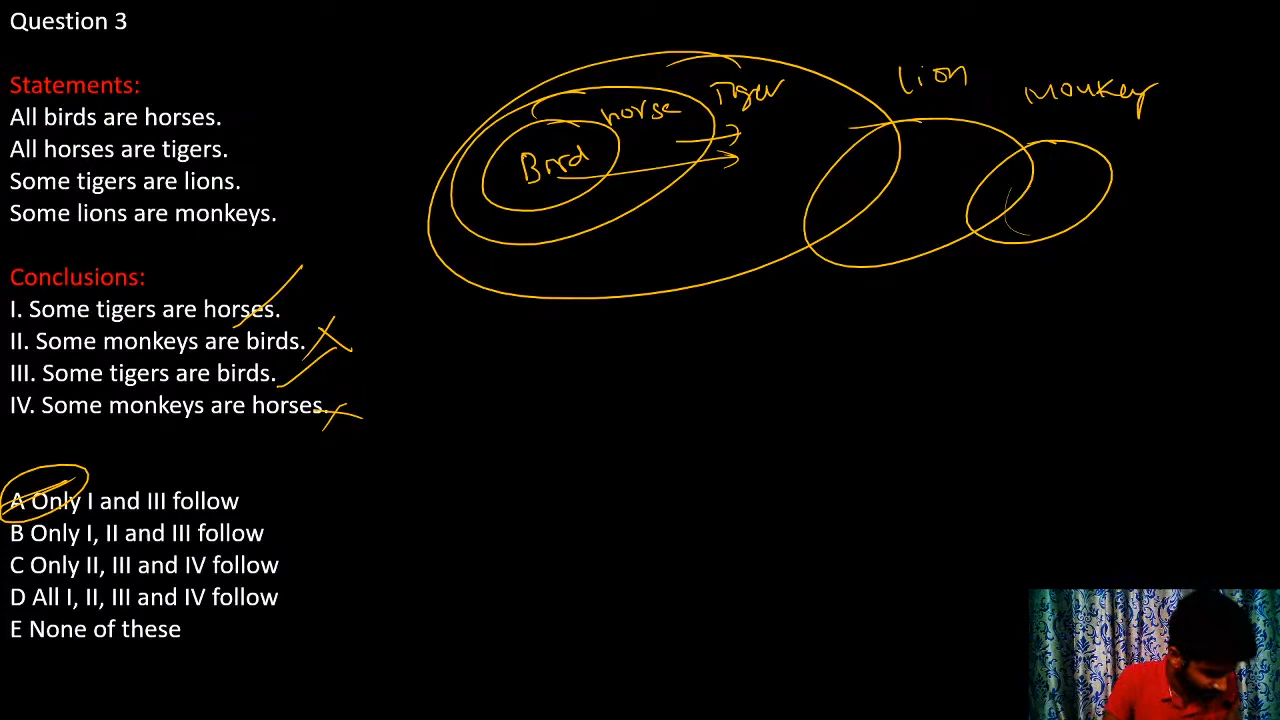 Question 3
Statements:
All birds are horses.
All horses are tigers.
Some tigers are lions.
Some lions are monkeys.
Conclusions:
I. Some tigers are horses.
II. Some monkeys are birds.
III. Some tigers are birds.
IV. Some monkeys are horses.
A Only I and III follow
B Only I, II and III follow
C Only II, III and IV follow
D All I, II, III and IV follow
E None of these
Bird
horse
Tiger
lion
monkey